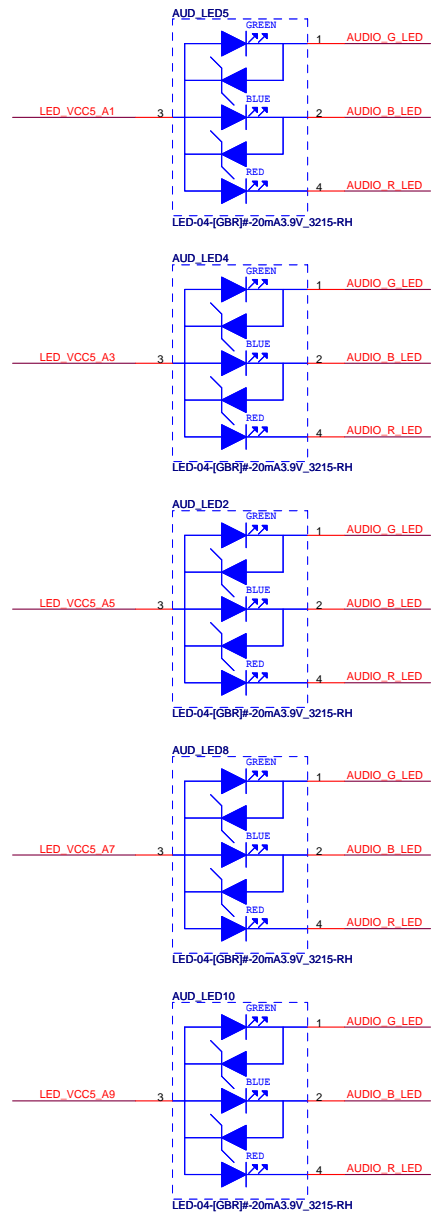 AUD_LED5
GREEN
1 AUDIO_G_LED
BLUE
LED_VCC5_A1 3 2 AUDIO_B_LED
RED
4 AUDIO_R_LED
LED-04-[GBR]#-20mA3.9V_3215-RH
AUD_LED4
GREEN
1 AUDIO_G_LED
BLUE
LED_VCC5_A3 3 2 AUDIO_B_LED
RED
4 AUDIO_R_LED
LED-04-[GBR]#-20mA3.9V_3215-RH
AUD_LED2
GREEN
1 AUDIO_G_LED
BLUE
LED_VCC5_A5 3 2 AUDIO_B_LED
RED
4 AUDIO_R_LED
LED-04-[GBR]#-20mA3.9V_3215-RH
AUD_LED8
GREEN
1 AUDIO_G_LED
BLUE
LED_VCC5_A7 3 2 AUDIO_B_LED
RED
4 AUDIO_R_LED
LED-04-[GBR]#-20mA3.9V_3215-RH
AUD_LED10
GREEN
1 AUDIO_G_LED
BLUE
LED_VCC5_A9 3 2 AUDIO_B_LED
RED
4 AUDIO_R_LED
LED-04-[GBR]#-20mA3.9V_3215-RH